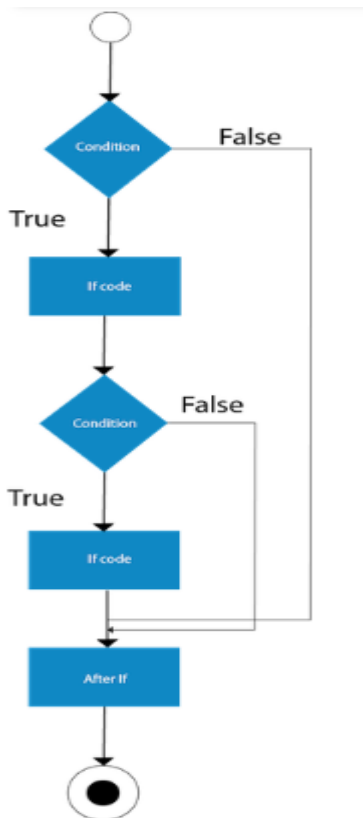 Condition
False
True
If code
Condition
False
True
If code
After If